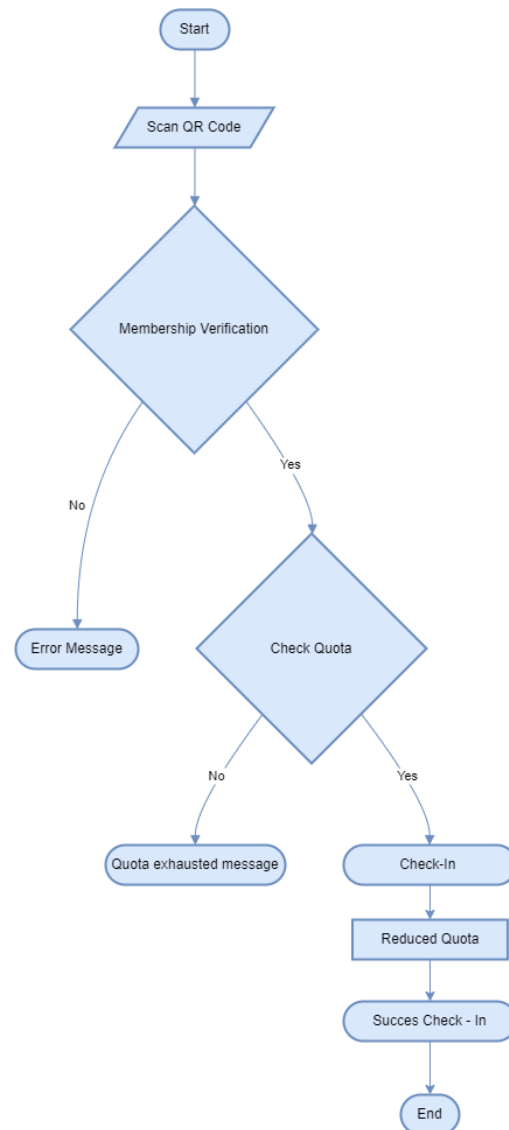 Start
Scan QR Code
Membership Verification
Yes
No
Error Message
Check Quota
No
Yes
Quota exhausted message
Check-In
Reduced Quota
Succes Check - In
End